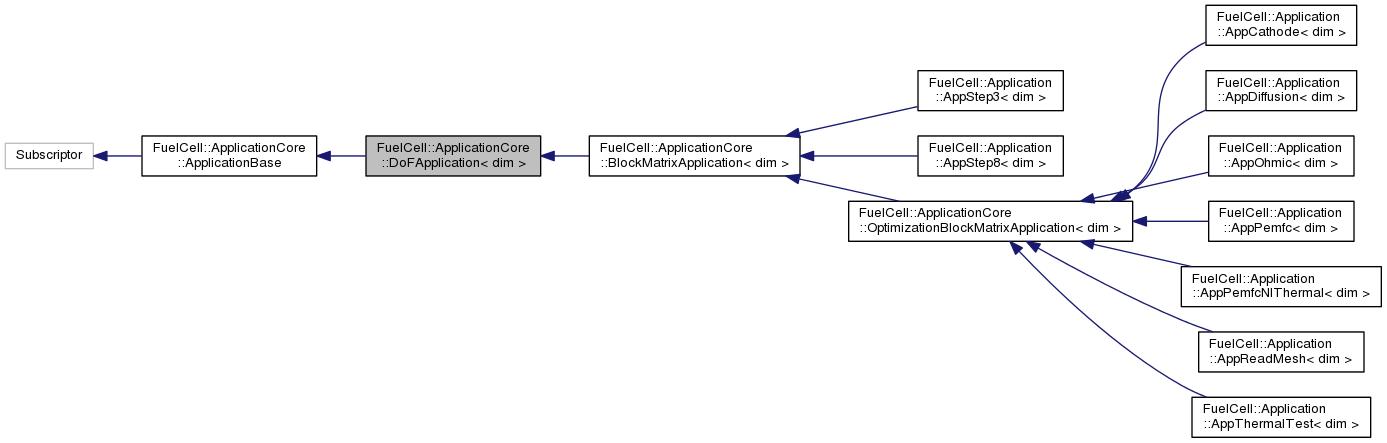 Subscriptor
FuelCell::ApplicationCore
::ApplicationBase
FuelCell::ApplicationCore
::DoFApplication< dim >
FuelCell::ApplicationCore
::BlockMatrixApplication< dim >
FuelCell::Application
::AppStep3< dim >
FuelCell::Application
::AppStep8< dim >
FuelCell::ApplicationCore
::OptimizationBlockMatrixApplication< dim >
FuelCell::Application
::AppCathode< dim >
FuelCell::Application
::AppDiffusion< dim >
FuelCell::Application
::AppOhmic< dim >
FuelCell::Application
::AppPemfc< dim >
FuelCell::Application
::AppPemfcNIThermal< dim >
FuelCell::Application
::AppReadMesh< dim >
FuelCell::Application
::AppThermalTest< dim >